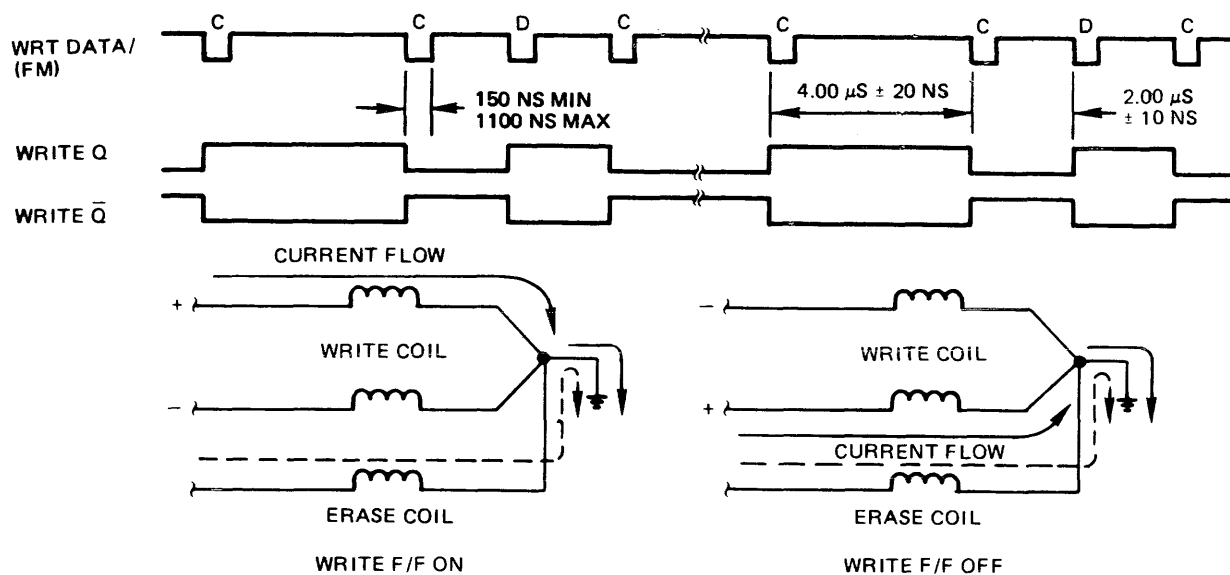 C C D C C C D C
WRT DATA/
(FM)
150 NS MIN
1100 NS MAX
4.00 µS ± 20 NS
2.00 µS
± 10 NS
WRITE Q
WRITE Q̅
CURRENT FLOW
+
WRITE COIL
−
ERASE COIL
WRITE F/F ON
−
WRITE COIL
+
CURRENT FLOW
ERASE COIL
WRITE F/F OFF